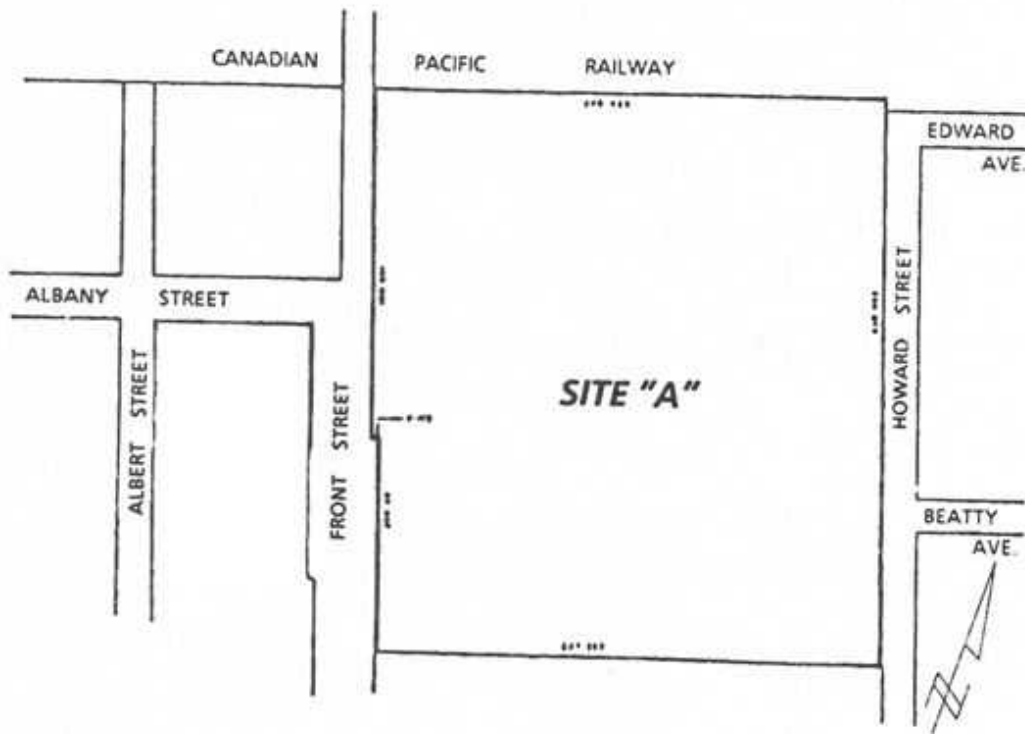 CANADIAN PACIFIC RAILWAY
EDWARD
AVE.
ALBANY STREET
SITE "A"
ALBERT STREET
FRONT STREET
HOWARD STREET
BEATTY
AVE.